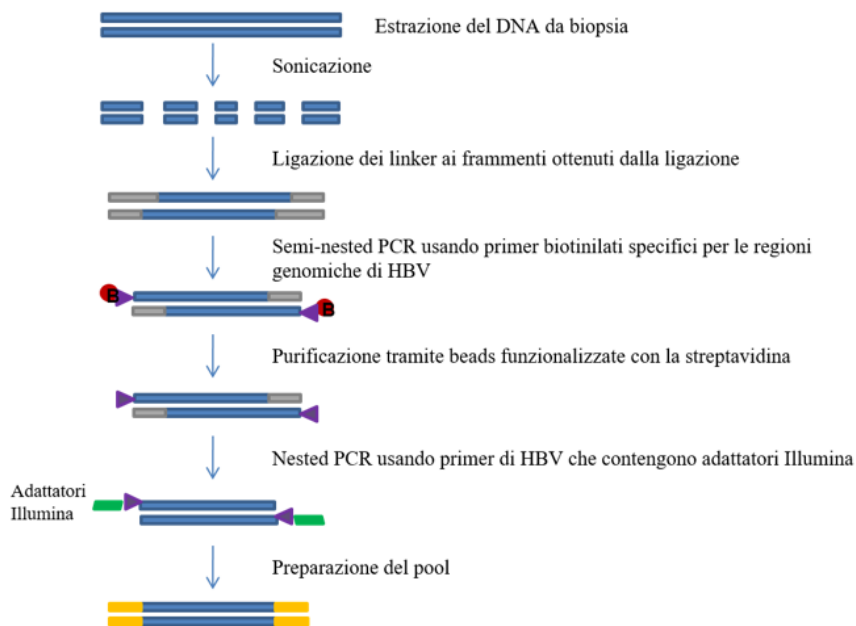 Estrazione del DNA da biopsia
Sonicazione
Ligazione dei linker ai frammenti ottenuti dalla ligazione
Semi-nested PCR usando primer biotinilati specifici per le regioni
genomiche di HBV
B
B
Purificazione tramite beads funzionalizzate con la streptavidina
Nested PCR usando primer di HBV che contengono adattatori Illumina
Adattatori
Illumina
Preparazione del pool